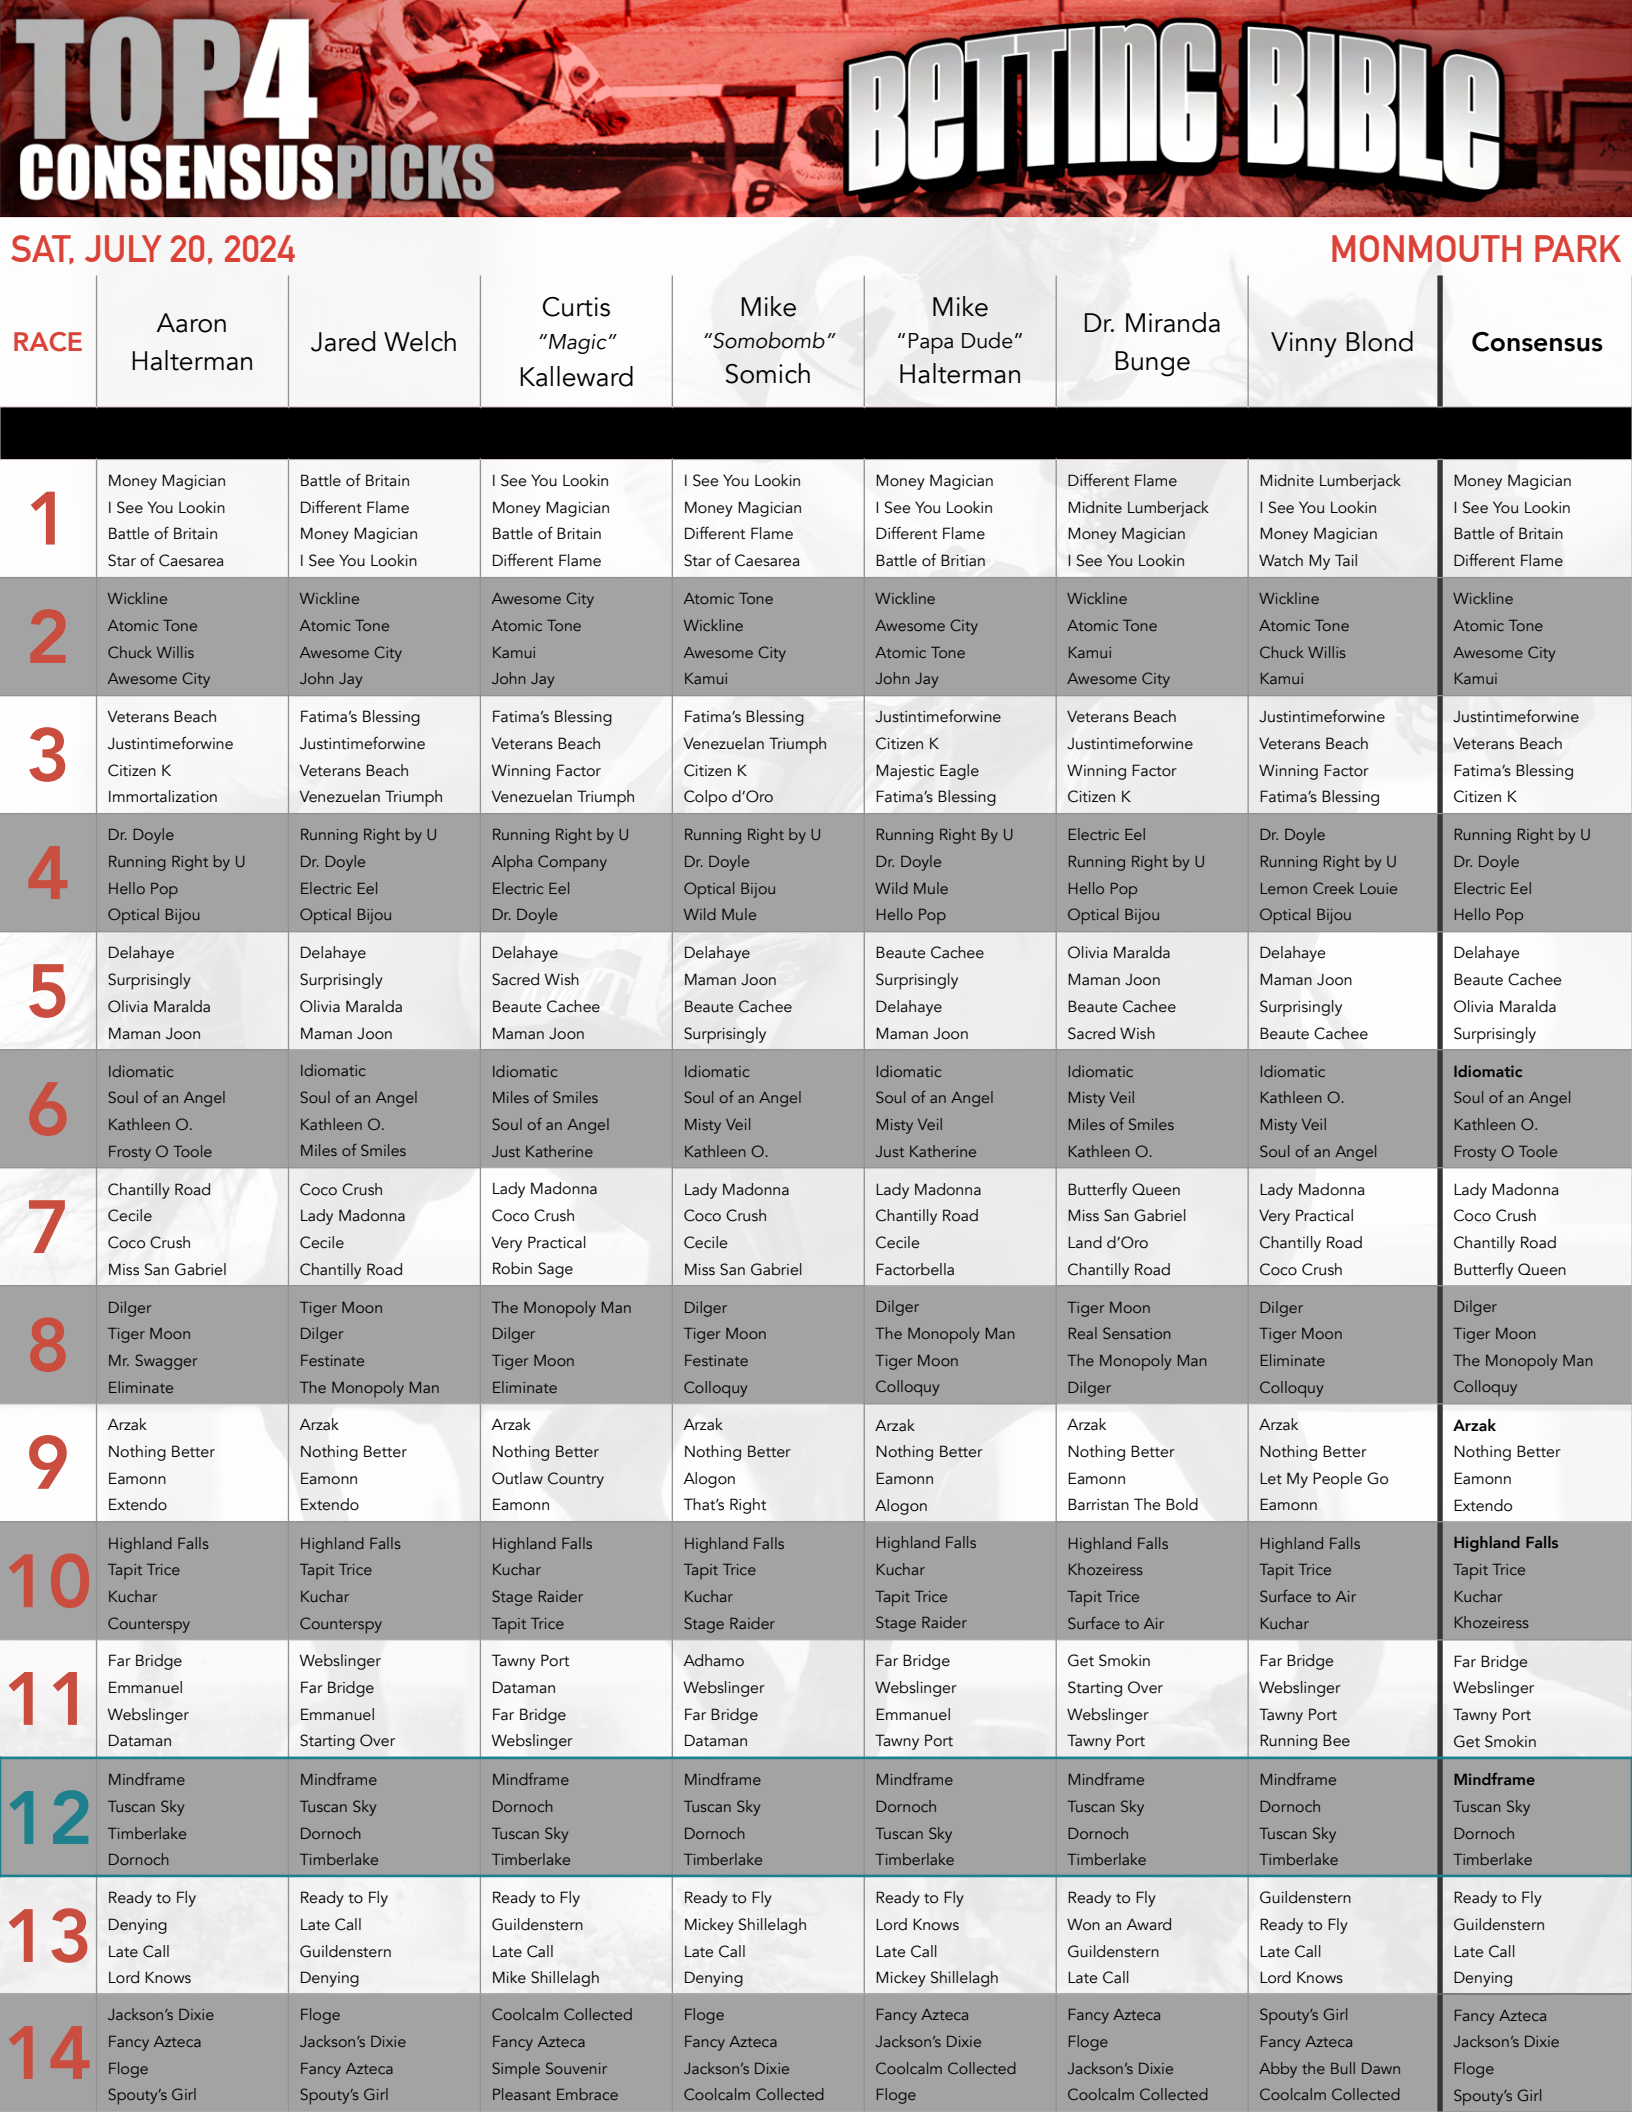 TOP4
CONSENSUSPICKS
BETTING BIBLE
8
SAT, JULY 20, 2024
MONMOUTH PARK
RACE
Aaron
Halterman
Jared Welch
Curtis
“Magic”
Kalleward
Mike
“Somobomb”
Somich
Mike
“Papa Dude”
Halterman
Dr. Miranda
Bunge
Vinny Blond
Consensus
1
Money Magician
I See You Lookin
Battle of Britain
Star of Caesarea
Battle of Britain
Different Flame
Money Magician
I See You Lookin
I See You Lookin
Money Magician
Battle of Britain
Different Flame
I See You Lookin
Money Magician
Different Flame
Star of Caesarea
Money Magician
I See You Lookin
Different Flame
Battle of Britian
Different Flame
Midnite Lumberjack
Money Magician
I See You Lookin
Midnite Lumberjack
I See You Lookin
Money Magician
Watch My Tail
Money Magician
I See You Lookin
Battle of Britain
Different Flame
2
Wickline
Atomic Tone
Chuck Willis
Awesome City
Wickline
Atomic Tone
Awesome City
John Jay
Awesome City
Atomic Tone
Kamui
John Jay
Atomic Tone
Wickline
Awesome City
Kamui
Wickline
Awesome City
Atomic Tone
John Jay
Wickline
Atomic Tone
Kamui
Awesome City
Wickline
Atomic Tone
Chuck Willis
Kamui
Wickline
Atomic Tone
Awesome City
Kamui
3
Veterans Beach
Justintimeforwine
Citizen K
Immortalization
Fatima’s Blessing
Justintimeforwine
Veterans Beach
Venezuelan Triumph
Fatima’s Blessing
Veterans Beach
Winning Factor
Venezuelan Triumph
Fatima’s Blessing
Venezuelan Triumph
Citizen K
Colpo d’Oro
Justintimeforwine
Citizen K
Majestic Eagle
Fatima’s Blessing
Veterans Beach
Justintimeforwine
Winning Factor
Citizen K
Justintimeforwine
Veterans Beach
Winning Factor
Fatima’s Blessing
Justintimeforwine
Veterans Beach
Fatima’s Blessing
Citizen K
4
Dr. Doyle
Running Right by U
Hello Pop
Optical Bijou
Running Right by U
Dr. Doyle
Electric Eel
Optical Bijou
Running Right by U
Alpha Company
Electric Eel
Dr. Doyle
Running Right by U
Dr. Doyle
Optical Bijou
Wild Mule
Running Right By U
Dr. Doyle
Wild Mule
Hello Pop
Electric Eel
Running Right by U
Hello Pop
Optical Bijou
Dr. Doyle
Running Right by U
Lemon Creek Louie
Optical Bijou
Running Right by U
Dr. Doyle
Electric Eel
Hello Pop
5
Delahaye
Surprisingly
Olivia Maralda
Maman Joon
Delahaye
Surprisingly
Olivia Maralda
Maman Joon
Delahaye
Sacred Wish
Beaute Cachee
Maman Joon
Delahaye
Maman Joon
Beaute Cachee
Surprisingly
Beaute Cachee
Surprisingly
Delahaye
Maman Joon
Olivia Maralda
Maman Joon
Beaute Cachee
Sacred Wish
Delahaye
Maman Joon
Surprisingly
Beaute Cachee
Delahaye
Beaute Cachee
Olivia Maralda
Surprisingly
6
Idiomatic
Soul of an Angel
Kathleen O.
Frosty O Toole
Idiomatic
Soul of an Angel
Kathleen O.
Miles of Smiles
Idiomatic
Miles of Smiles
Soul of an Angel
Just Katherine
Idiomatic
Soul of an Angel
Misty Veil
Kathleen O.
Idiomatic
Soul of an Angel
Misty Veil
Just Katherine
Idiomatic
Misty Veil
Miles of Smiles
Kathleen O.
Idiomatic
Kathleen O.
Misty Veil
Soul of an Angel
Idiomatic
Soul of an Angel
Kathleen O.
Frosty O Toole
7
Chantilly Road
Cecile
Coco Crush
Miss San Gabriel
Coco Crush
Lady Madonna
Cecile
Chantilly Road
Lady Madonna
Coco Crush
Very Practical
Robin Sage
Lady Madonna
Coco Crush
Cecile
Miss San Gabriel
Lady Madonna
Chantilly Road
Cecile
Factorbella
Butterfly Queen
Miss San Gabriel
Land d’Oro
Chantilly Road
Lady Madonna
Very Practical
Chantilly Road
Coco Crush
Lady Madonna
Coco Crush
Chantilly Road
Butterfly Queen
8
Dilger
Tiger Moon
Mr. Swagger
Eliminate
Tiger Moon
Dilger
Festinate
The Monopoly Man
The Monopoly Man
Dilger
Tiger Moon
Eliminate
Dilger
Tiger Moon
Festinate
Colloquy
Dilger
The Monopoly Man
Tiger Moon
Colloquy
Tiger Moon
Real Sensation
The Monopoly Man
Dilger
Dilger
Tiger Moon
Eliminate
Colloquy
Dilger
Tiger Moon
The Monopoly Man
Colloquy
9
Arzak
Nothing Better
Eamonn
Extendo
Arzak
Nothing Better
Eamonn
Extendo
Arzak
Nothing Better
Outlaw Country
Eamonn
Arzak
Nothing Better
Alogon
That’s Right
Arzak
Nothing Better
Eamonn
Alogon
Arzak
Nothing Better
Eamonn
Barristan The Bold
Arzak
Nothing Better
Let My People Go
Eamonn
Arzak
Nothing Better
Eamonn
Extendo
10
Highland Falls
Tapit Trice
Kuchar
Counterspy
Highland Falls
Tapit Trice
Kuchar
Counterspy
Highland Falls
Kuchar
Stage Raider
Tapit Trice
Highland Falls
Tapit Trice
Kuchar
Stage Raider
Highland Falls
Kuchar
Tapit Trice
Stage Raider
Highland Falls
Khozeiress
Tapit Trice
Surface to Air
Highland Falls
Tapit Trice
Surface to Air
Kuchar
Highland Falls
Tapit Trice
Kuchar
Khozeiress
11
Far Bridge
Emmanuel
Webslinger
Dataman
Webslinger
Far Bridge
Emmanuel
Starting Over
Tawny Port
Dataman
Far Bridge
Webslinger
Adhamo
Webslinger
Far Bridge
Dataman
Far Bridge
Webslinger
Emmanuel
Tawny Port
Get Smokin
Starting Over
Webslinger
Tawny Port
Far Bridge
Webslinger
Tawny Port
Running Bee
Far Bridge
Webslinger
Tawny Port
Get Smokin
12
Mindframe
Tuscan Sky
Timberlake
Dornoch
Mindframe
Tuscan Sky
Dornoch
Timberlake
Mindframe
Dornoch
Tuscan Sky
Timberlake
Mindframe
Tuscan Sky
Dornoch
Timberlake
Mindframe
Dornoch
Tuscan Sky
Timberlake
Mindframe
Tuscan Sky
Dornoch
Timberlake
Mindframe
Dornoch
Tuscan Sky
Timberlake
Mindframe
Tuscan Sky
Dornoch
Timberlake
13
Ready to Fly
Denying
Late Call
Lord Knows
Ready to Fly
Late Call
Guildenstern
Denying
Ready to Fly
Guildenstern
Late Call
Mike Shillelagh
Ready to Fly
Mickey Shillelagh
Late Call
Denying
Ready to Fly
Lord Knows
Late Call
Mickey Shillelagh
Ready to Fly
Won an Award
Guildenstern
Late Call
Guildenstern
Ready to Fly
Late Call
Lord Knows
Ready to Fly
Guildenstern
Late Call
Denying
14
Jackson’s Dixie
Fancy Azteca
Floge
Spouty’s Girl
Floge
Jackson’s Dixie
Fancy Azteca
Spouty’s Girl
Coolcalm Collected
Fancy Azteca
Simple Souvenir
Pleasant Embrace
Floge
Fancy Azteca
Jackson’s Dixie
Coolcalm Collected
Fancy Azteca
Jackson’s Dixie
Coolcalm Collected
Floge
Fancy Azteca
Floge
Jackson’s Dixie
Coolcalm Collected
Spouty’s Girl
Fancy Azteca
Abby the Bull Dawn
Coolcalm Collected
Fancy Azteca
Jackson’s Dixie
Floge
Spouty’s Girl